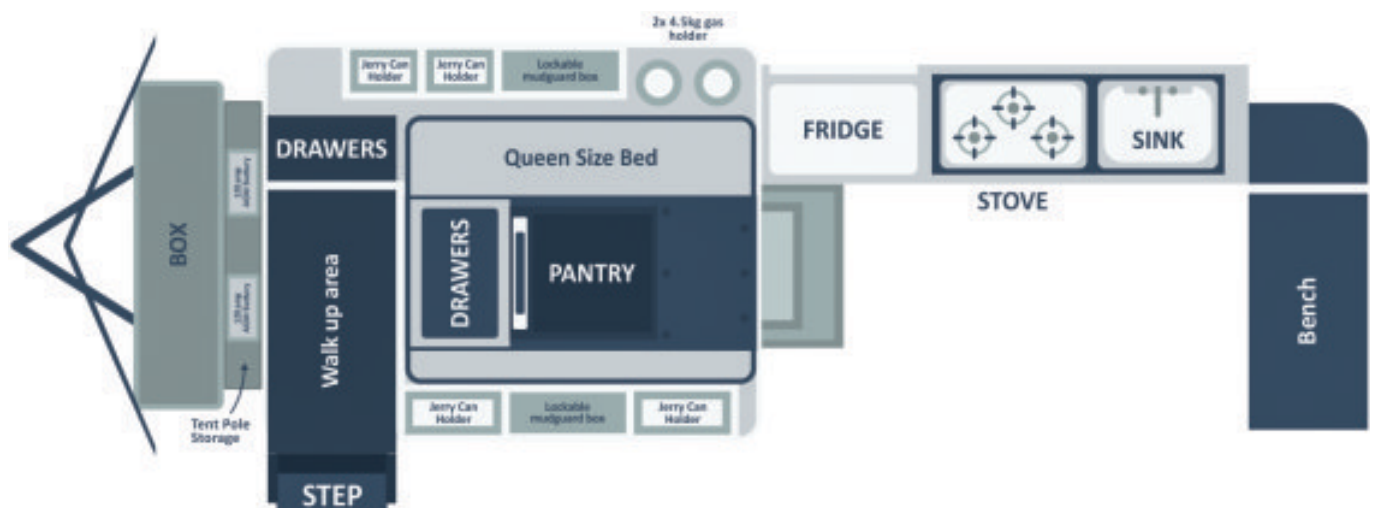 2x 4.5kg gas
holder
Jerry Can
Holder
Jerry Can
Holder
Lockable
mudguard box
DRAWERS
Queen Size Bed
FRIDGE
SINK
STOVE
BOX
Walk up area
DRAWERS
PANTRY
Bench
Jerry Can
Holder
Lockable
mudguard box
Jerry Can
Holder
Tent Pole
Storage
STEP